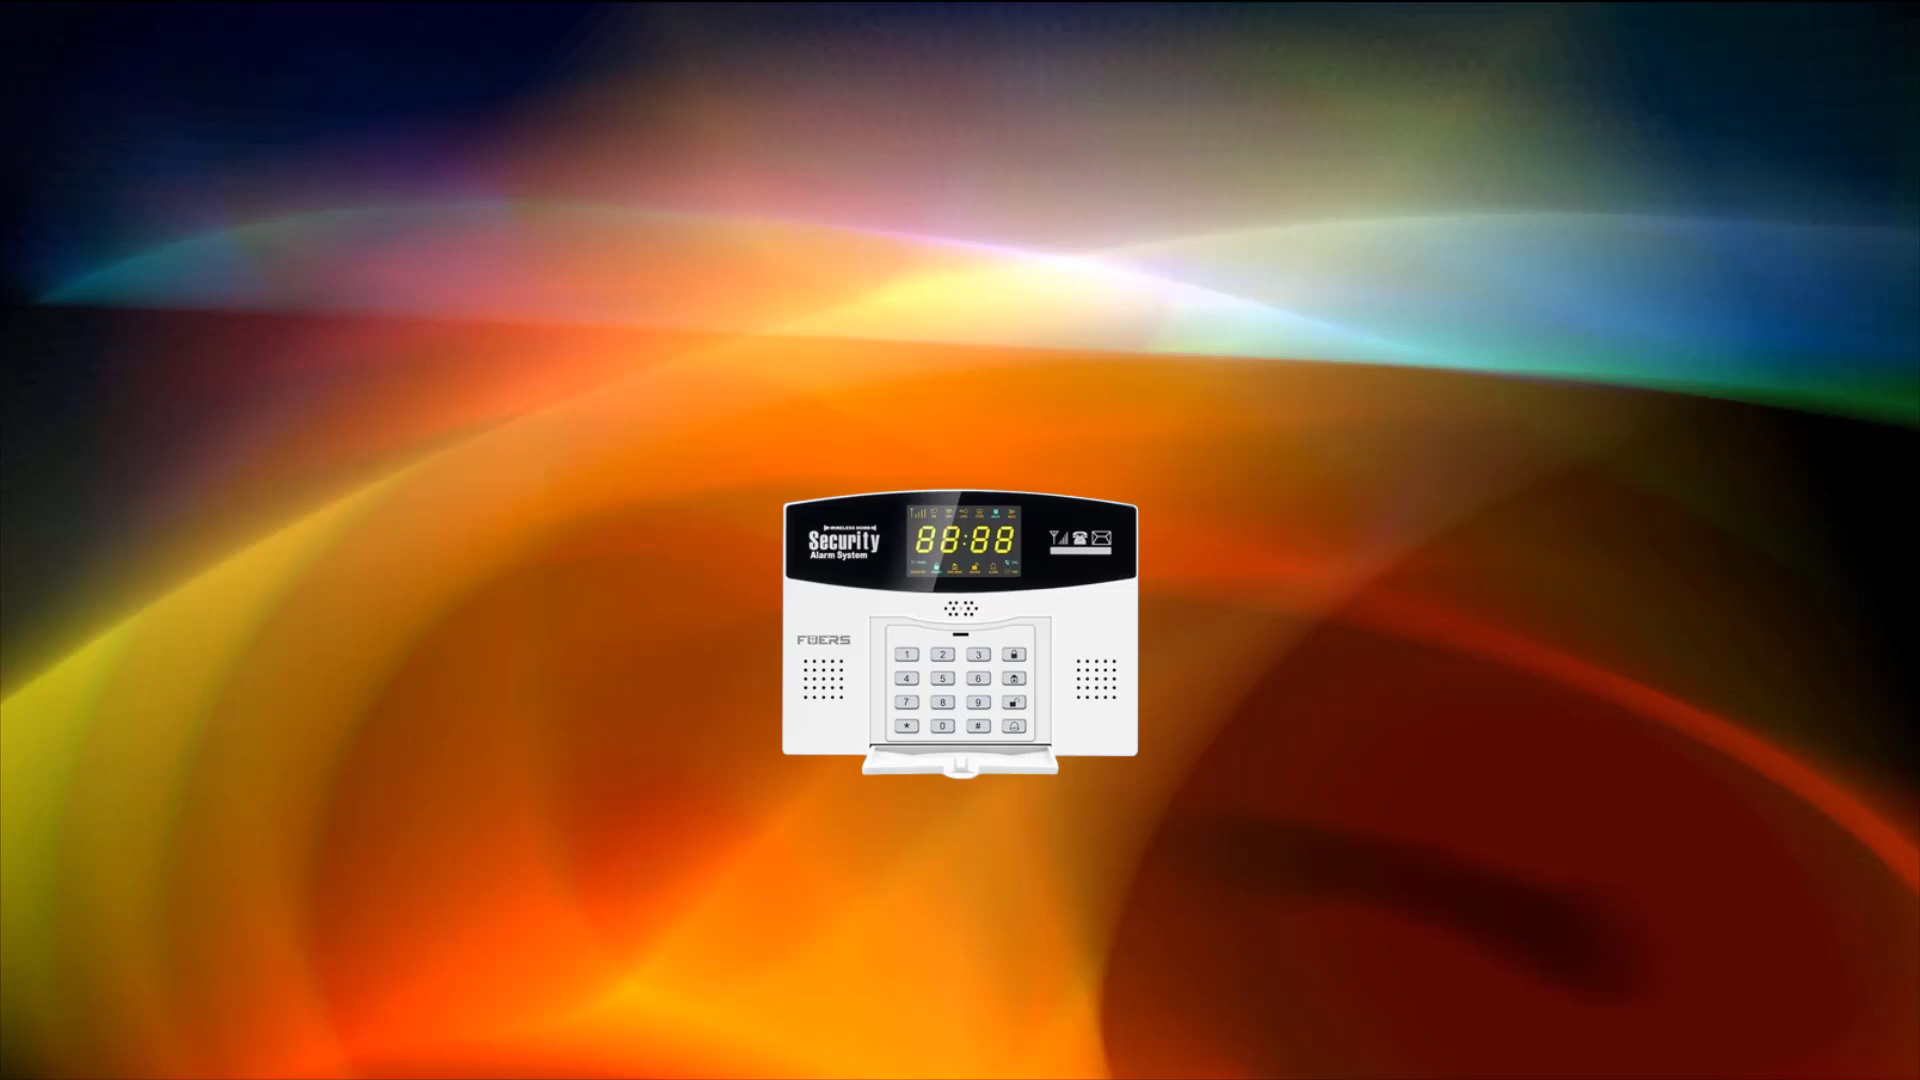 WIRELESS HOME
Security
Alarm System
88:88
FUERS
1 2 3
4 5 6
7 8 9
* 0 #